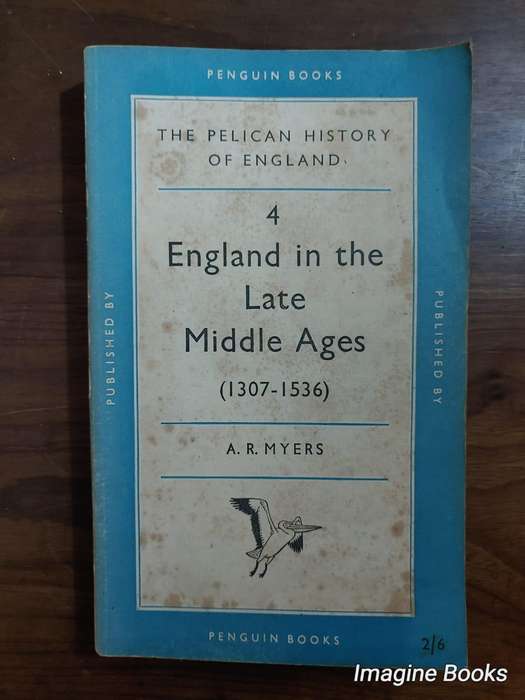 PENGUIN BOOKS
THE PELICAN HISTORY
OF ENGLAND
4
England in the
Late
Middle Ages
(1307-1536)
A. R. MYERS
PUBLISHED BY
PUBLISHED BY
PENGUIN BOOKS
2/6
Imagine Books